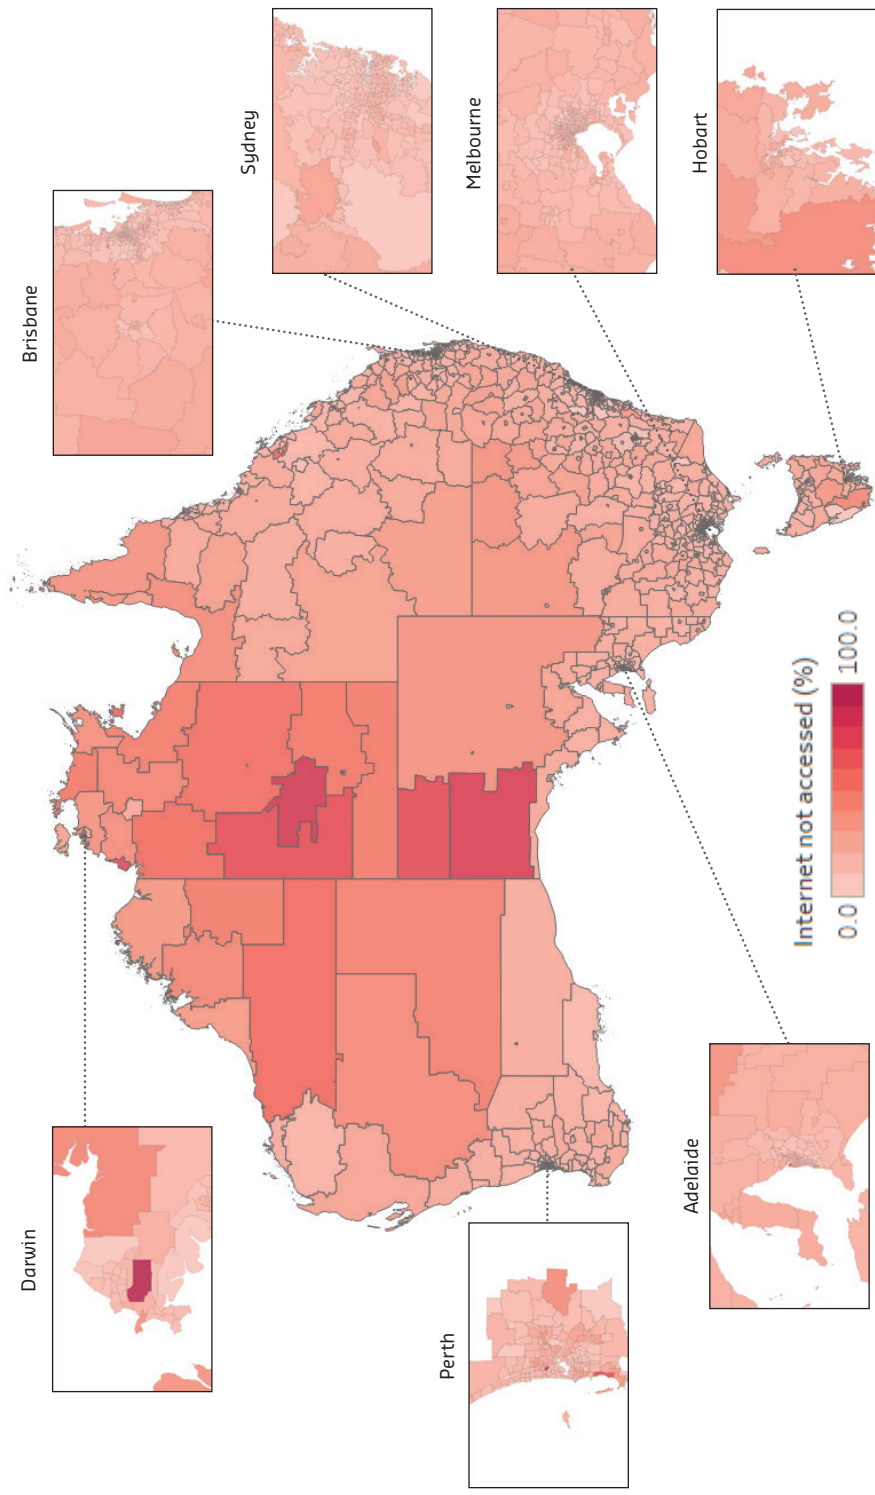 Brisbane
Sydney
Melbourne
Hobart
Darwin
Perth
Adelaide
Internet not accessed (%)
0.0 100.0